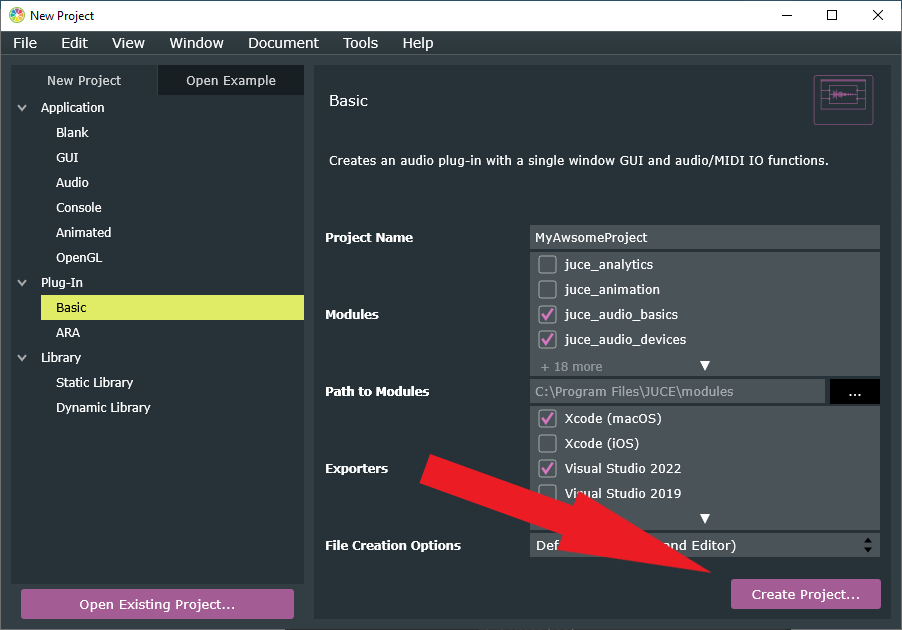 New Project
File Edit View Window Document Tools Help
New Project Open Example
Application
Blank
GUI
Audio
Console
Animated
OpenGL
Plug-In
Basic
ARA
Library
Static Library
Dynamic Library
Open Existing Project...
Basic
Creates an audio plug-in with a single window GUI and audio/MIDI IO functions.
Project Name MyAwsomeProject
Modules
juce_analytics
juce_animation
juce_audio_basics
juce_audio_devices
+ 18 more
Path to Modules C:\Program Files\JUCE\modules ...
Exporters
Xcode (macOS)
Xcode (iOS)
Visual Studio 2022
Visual Studio 2019
File Creation Options and Editor)
Create Project...